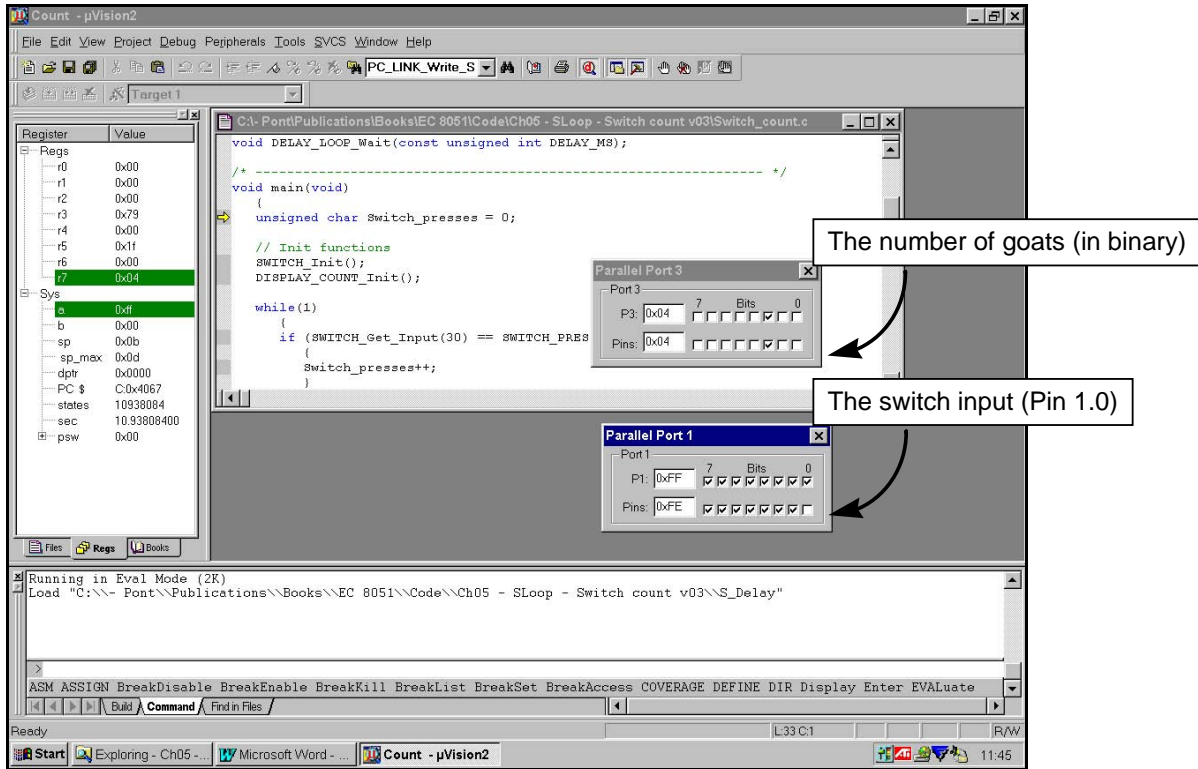 Count - µVision2
File Edit View Project Debug Peripherals Tools SVCS Window Help
PC_LINK_Write_S
Target 1
Register Value
Regs
r0 0x00
r1 0x00
r2 0x00
r3 0x79
r4 0x00
r5 0x1f
r6 0x00
r7 0x04
Sys
a 0xff
b 0x00
sp 0x0b
sp_max 0x0d
dptr 0x0000
PC $ C:0x4067
states 10938084
sec 10.93808400
psw 0x00
Files Regs Books
C:\- Pont\Publications\Books\EC 8051\Code\Ch05 - SLoop - Switch count v03\Switch_count.c
void DELAY_LOOP_Wait(const unsigned int DELAY_MS);
/* ---------------------------------------------------------------- */
void main(void)
{
unsigned char Switch_presses = 0;
// Init functions
SWITCH_Init();
DISPLAY_COUNT_Init();
while(1)
{
if (SWITCH_Get_Input(30) == SWITCH_PRES
{
Switch_presses++;
}
The number of goats (in binary)
Parallel Port 3
Port 3
7 Bits 0
P3: 0x04
Pins: 0x04
The switch input (Pin 1.0)
Parallel Port 1
Port 1
7 Bits 0
P1: 0xFF
Pins: 0xFE
Running in Eval Mode (2K)
Load "C:\\- Pont\\Publications\\Books\\EC 8051\\Code\\Ch05 - SLoop - Switch count v03\\S_Delay"
>
ASM ASSIGN BreakDisable BreakEnable BreakKill BreakList BreakSet BreakAccess COVERAGE DEFINE DIR Display Enter EVALuate
Build Command Find in Files
Ready L:33 C:1 R/W
Start Exploring - Ch05 -... Microsoft Word - ... Count - µVision2 11:45